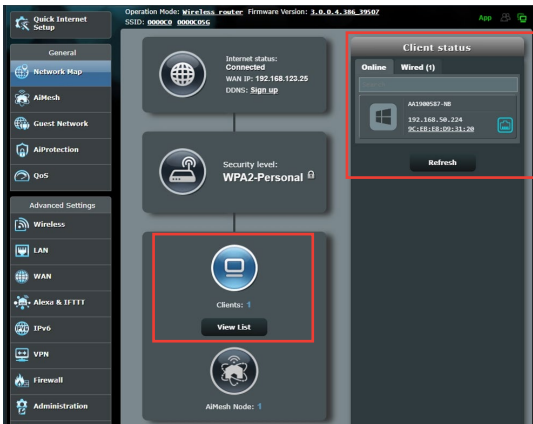 Quick Internet
Setup
Operation Mode: Wireless router Firmware Version: 3.0.0.4.386_39507
SSID: 0000C0 0000C05G
App
General
Network Map
AiMesh
Guest Network
AiProtection
QoS
Advanced Settings
Wireless
LAN
WAN
Alexa & IFTTT
IPv6
VPN
Firewall
Administration
Internet status:
Connected
WAN IP: 192.168.123.25
DDNS: Sign up
Security level:
WPA2-Personal
Clients: 1
View List
AiMesh Node: 1
Client status
Online Wired (1)
AA1900587-NB
192.168.50.224
9C:EB:E8:D9:31:20
Refresh